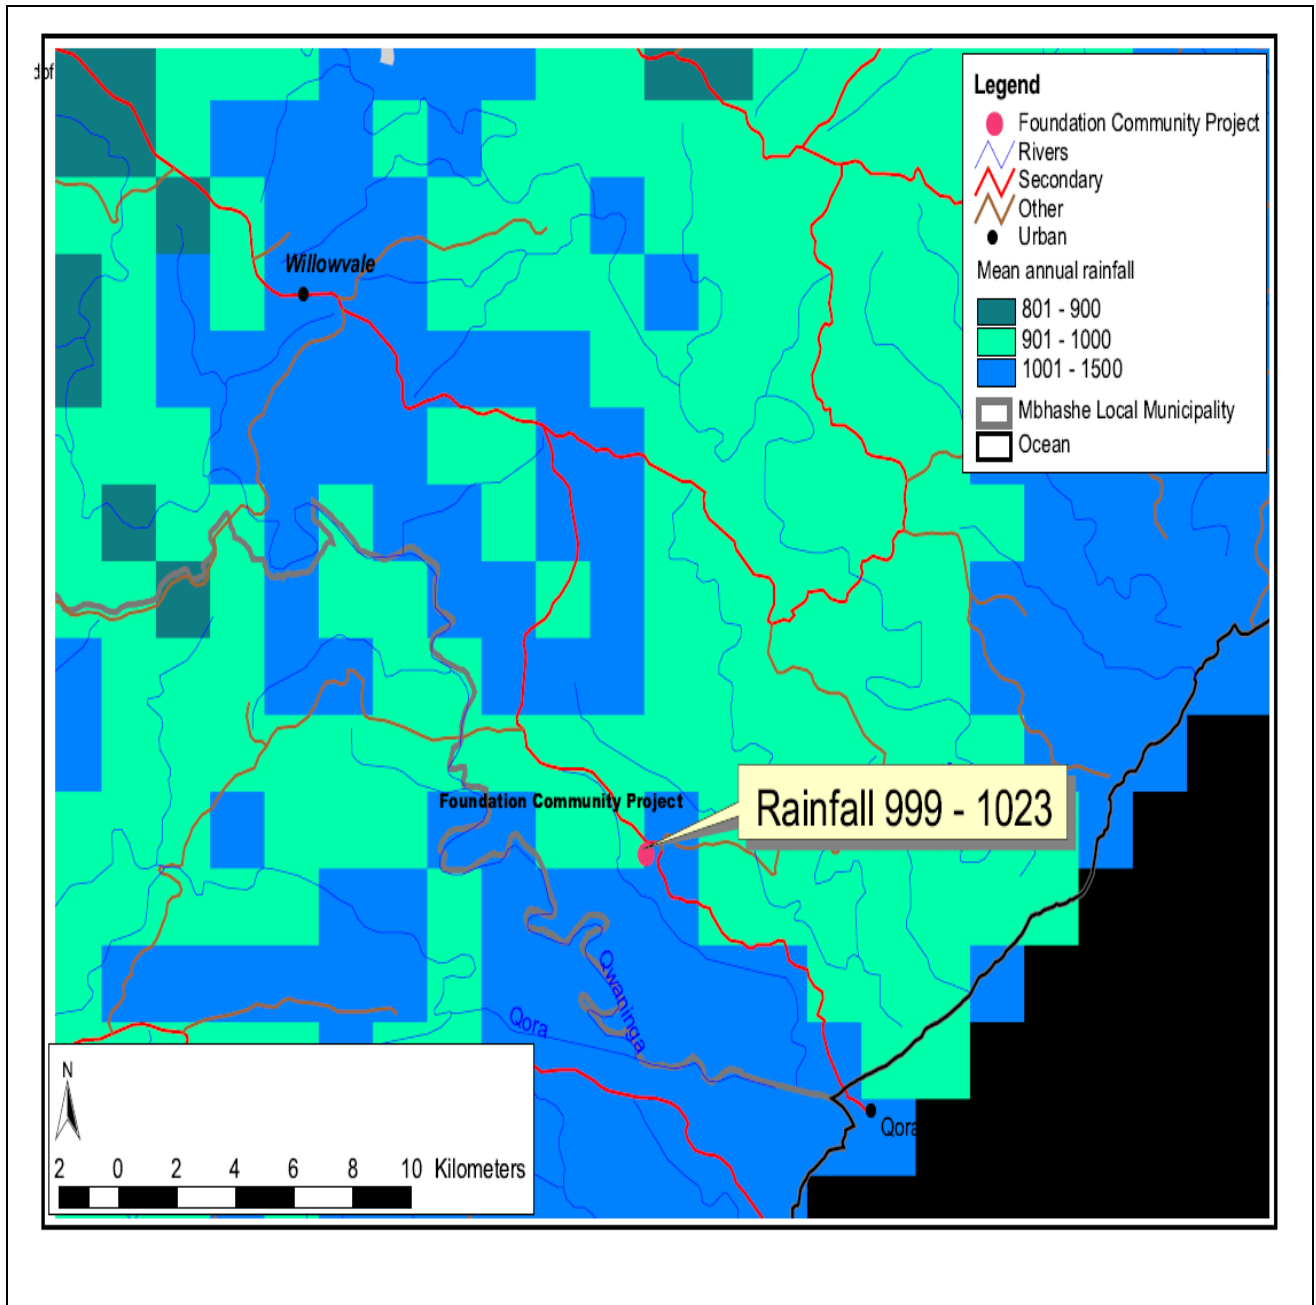 dof
Legend
Foundation Community Project
Rivers
Secondary
Other
Urban
Mean annual rainfall
801 - 900
901 - 1000
1001 - 1500
Mbhashe Local Municipality
Ocean
Willowvale
Foundation Community Project
Rainfall 999 - 1023
Qwaninga
Qora
Qora
N
2 0 2 4 6 8 10 Kilometers